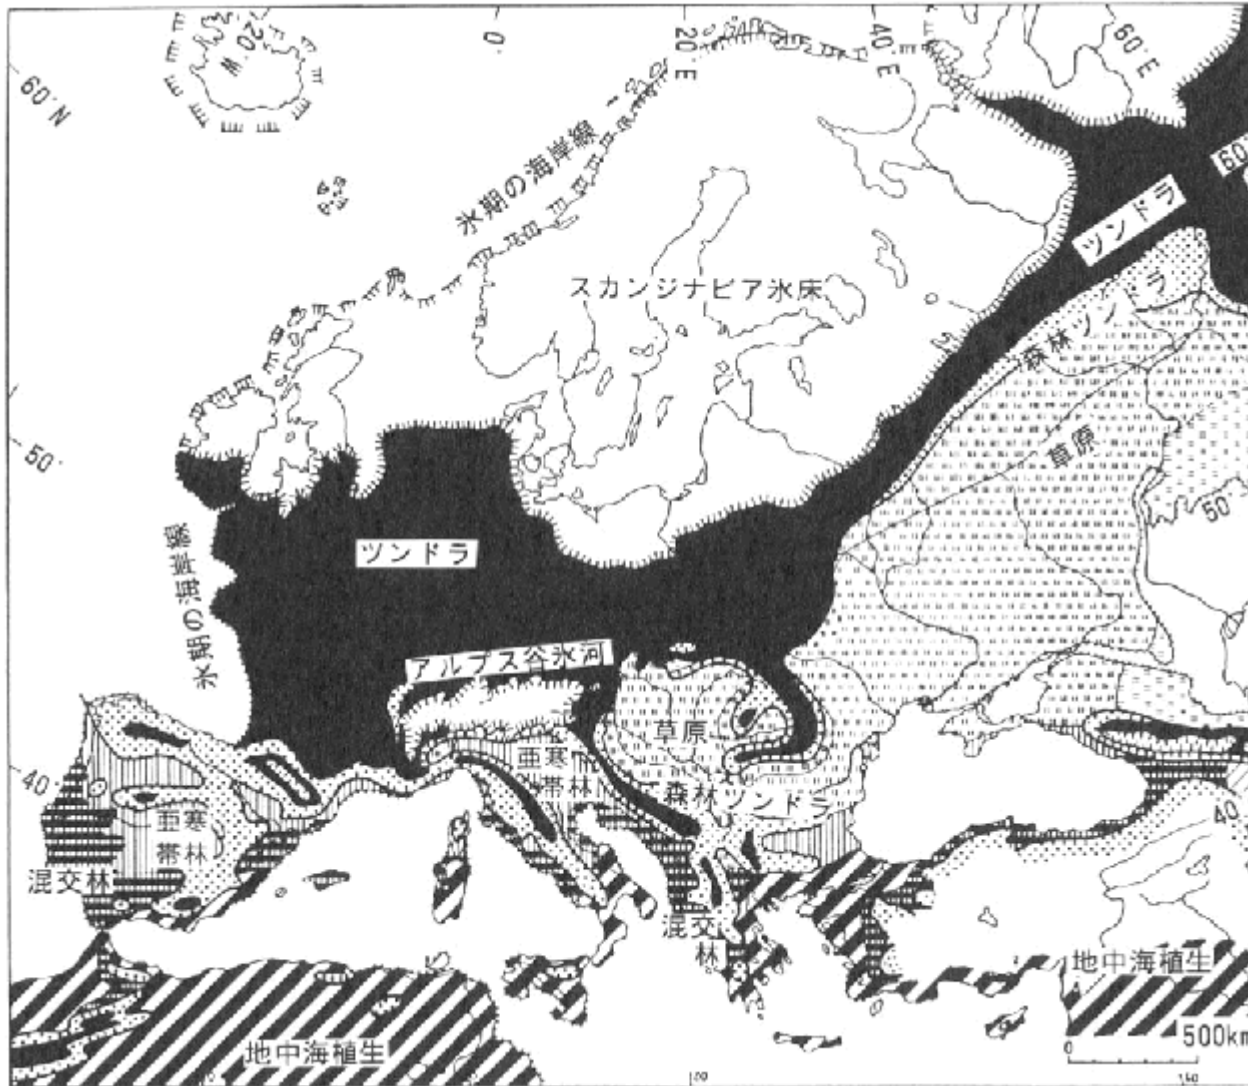 20°W
0°
20°E
40°E
60°E
60°N
60°
氷期の海岸線
ツンドラ
スカンジナビア氷床
森林ツンドラ
草原
50°
50
氷期の海岸線
ツンドラ
アルプス谷氷河
草原
亜寒
帯林
森林ツンドラ
40
40
亜寒
帯林
混交林
混交
林
地中海植生
地中海植生
500km
0